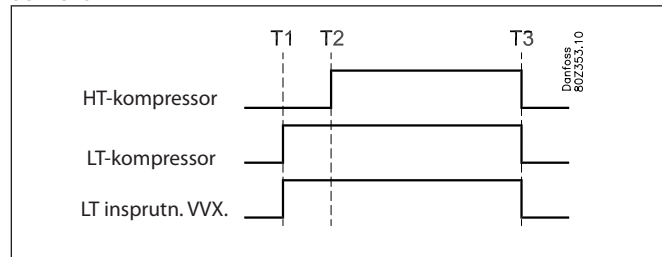 T1 T2 T3
Danfoss
80Z353.10
HT-kompressor
LT-kompressor
LT insprutn. VVX.